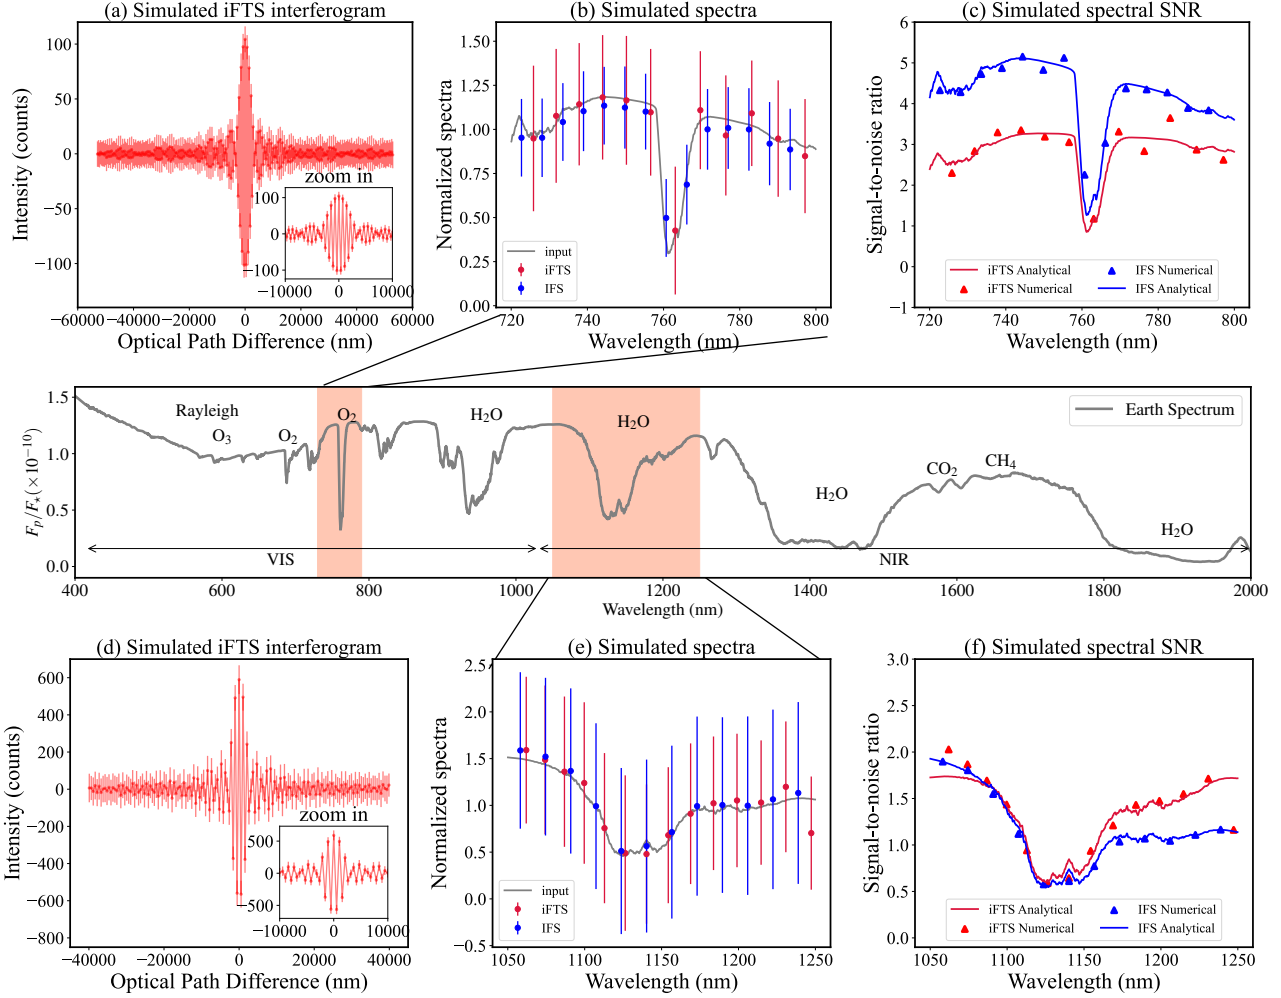 (a) Simulated iFTS interferogram
100
50
0
−50
−100
Intensity (counts)
zoom in
100
0
−100
−10000 0 10000
−60000 −40000 −20000 0 20000 40000 60000
Optical Path Difference (nm)
(b) Simulated spectra
1.50
1.25
1.00
0.75
0.50
0.25
0.00
Normalized spectra
input
iFTS
IFS
720 740 760 780 800
Wavelength (nm)
(c) Simulated spectral SNR
6
5
4
3
2
1
0
−1
Signal-to-noise ratio
iFTS Analytical
iFTS Numerical
IFS Numerical
IFS Analytical
720 740 760 780 800
Wavelength (nm)
1.5
1.0
0.5
0.0
Fp/F⋆(×10−10)
Rayleigh
O3
O2
O2
H2O
H2O
H2O
CO2
CH4
H2O
Earth Spectrum
VIS
NIR
400 600 800 1000 1200 1400 1600 1800 2000
Wavelength (nm)
(d) Simulated iFTS interferogram
600
400
200
0
−200
−400
−600
−800
Intensity (counts)
zoom in
500
0
−500
−10000 0 10000
−40000 −20000 0 20000 40000
Optical Path Difference (nm)
(e) Simulated spectra
2.5
2.0
1.5
1.0
0.5
0.0
−0.5
Normalized spectra
input
iFTS
IFS
1050 1100 1150 1200 1250
Wavelength (nm)
(f) Simulated spectral SNR
3.0
2.5
2.0
1.5
1.0
0.5
0.0
Signal-to-noise ratio
iFTS Analytical
iFTS Numerical
IFS Numerical
IFS Analytical
1050 1100 1150 1200 1250
Wavelength (nm)